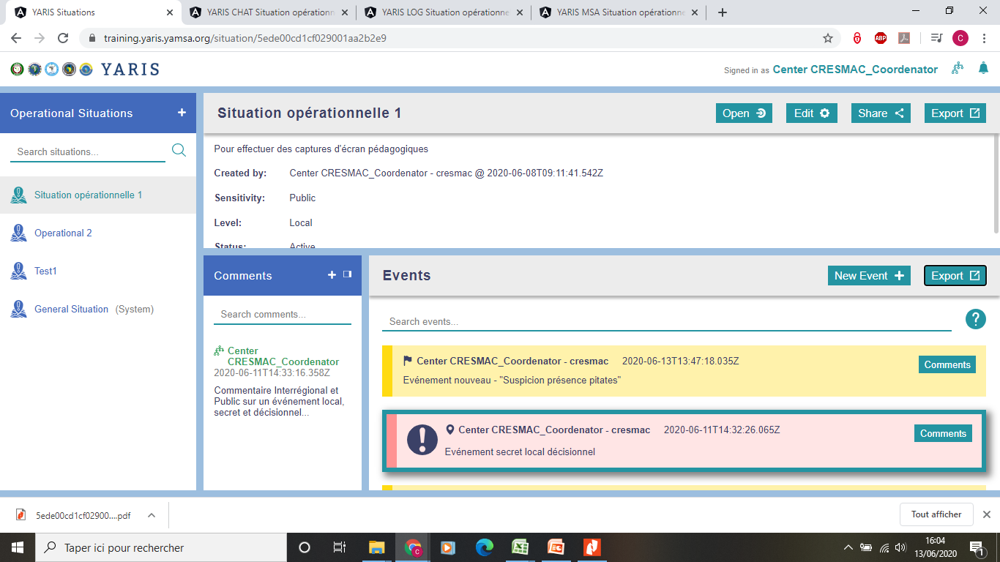 YARIS Situations
YARIS CHAT Situation opérationn
YARIS LOG Situation opérationne
YARIS MSA Situation opérationne
training.yaris.yamsa.org/situation/5ede00cd1cf029001aa2b2e9
ABP
C
YARIS
Signed in as Center CRESMAC_Coordenator
Operational Situations
Search situations...
Situation opérationnelle 1
Operational 2
Test1
General Situation (System)
Situation opérationnelle 1
Open
Edit
Share
Export
Pour effectuer des captures d'écran pédagogiques
Created by: Center CRESMAC_Coordenator - cresmac @ 2020-06-08T09:11:41.542Z
Sensitivity: Public
Level: Local
Status: Active
Comments
Search comments...
Center
CRESMAC_Coordenator
2020-06-11T14:33:16.358Z
Commentaire Interrégional et
Public sur un événement local,
secret et décisionnel...
Events
New Event
Export
Search events...
?
Center CRESMAC_Coordenator - cresmac 2020-06-13T13:47:18.035Z
Comments
Evénement nouveau - "Suspicion présence pitates"
Center CRESMAC_Coordenator - cresmac 2020-06-11T14:32:26.065Z
Comments
Evénement secret local décisionnel
5ede00cd1cf02900....pdf
Tout afficher
Taper ici pour rechercher
C
16:04
13/06/2020
1